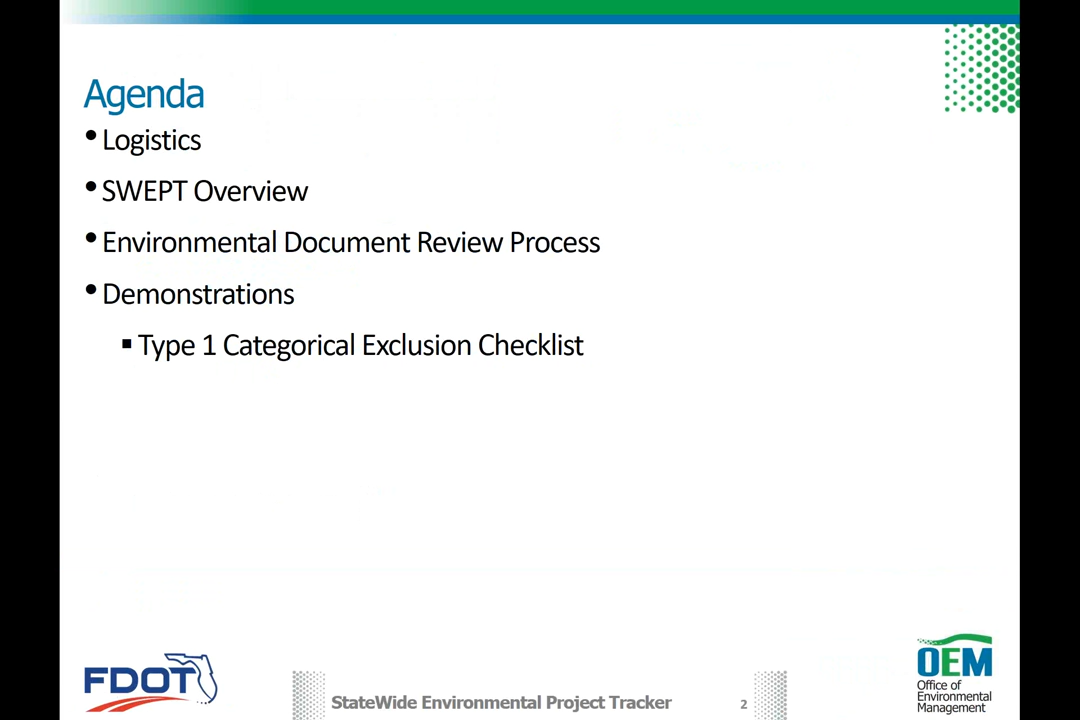 Agenda
•Logistics
•SWEPT Overview
•Environmental Document Review Process
•Demonstrations
▪Type 1 Categorical Exclusion Checklist
FDOT
StateWide Environmental Project Tracker
2
OEM
Office of
Environmental
Management